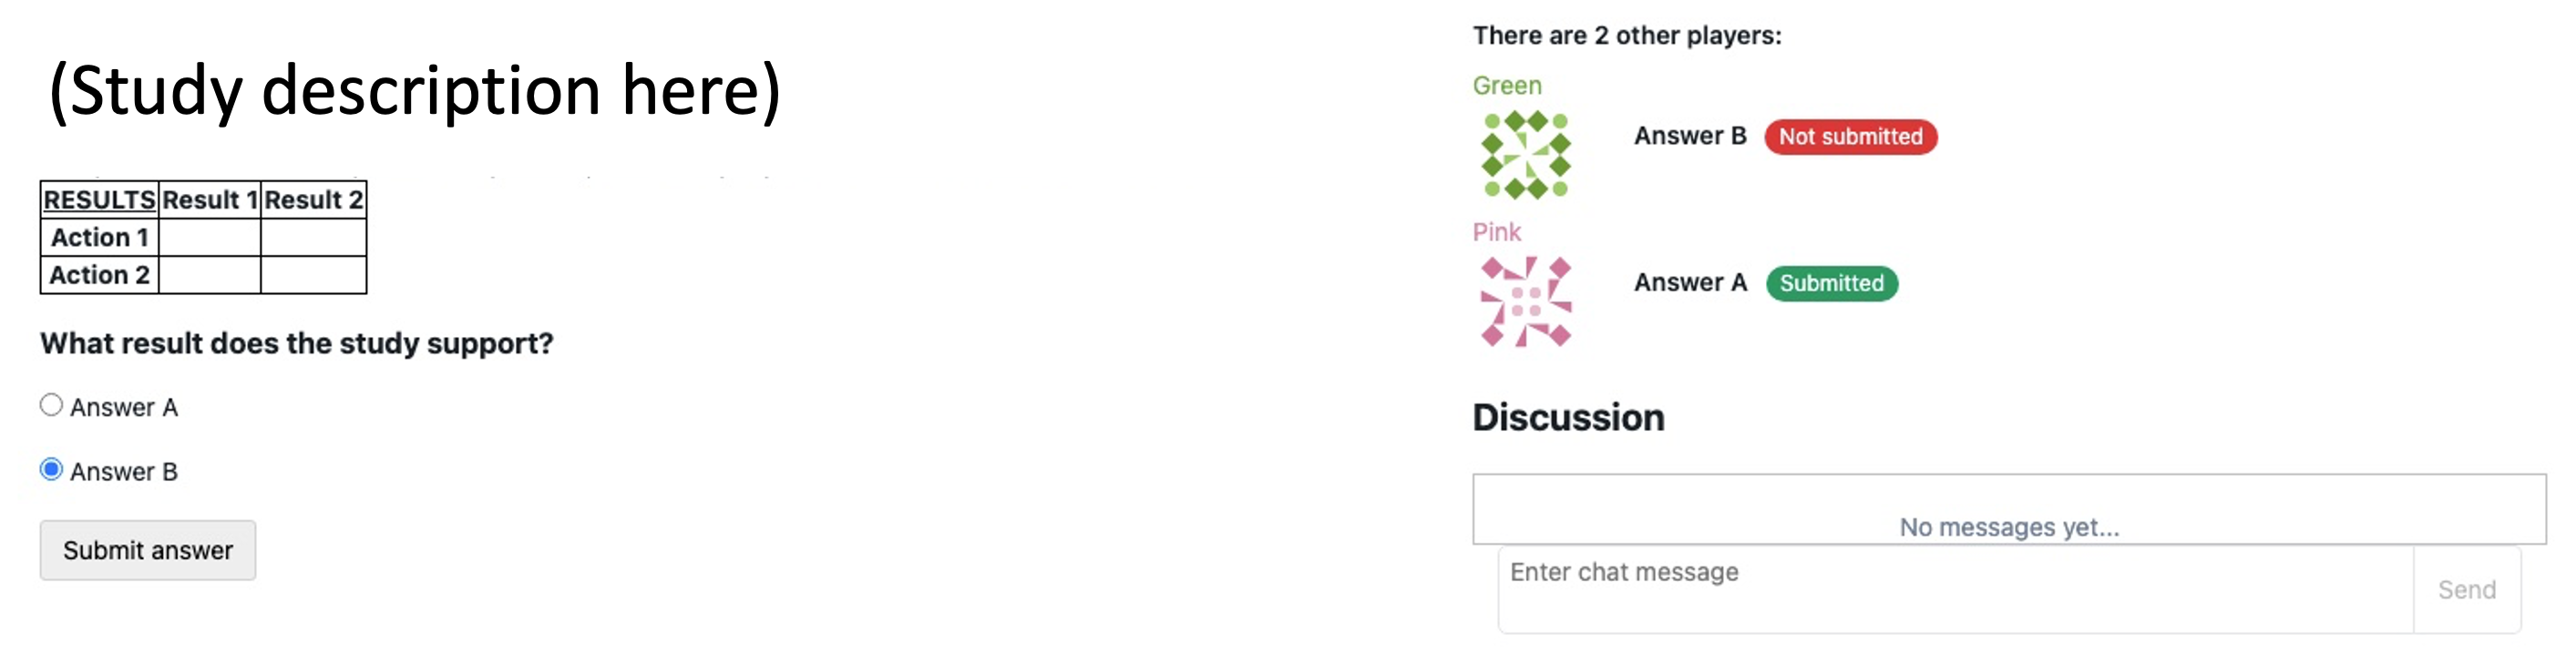 (Study description here)
RESULTS Result 1 Result 2
Action 1
Action 2
What result does the study support?
Answer A
Answer B
Submit answer
There are 2 other players:
Green
Answer B Not submitted
Pink
Answer A Submitted
Discussion
No messages yet...
Enter chat message
Send